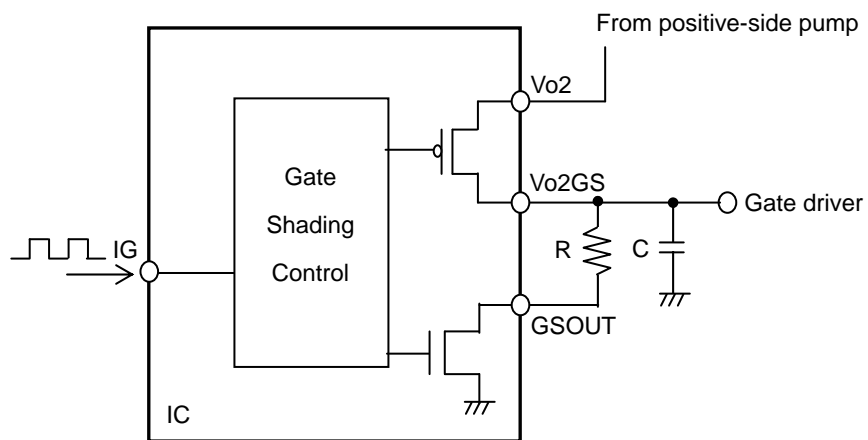 From positive-side pump
Vo2
Gate
Shading
Control
Vo2GS
Gate driver
R
C
IG
GSOUT
IC